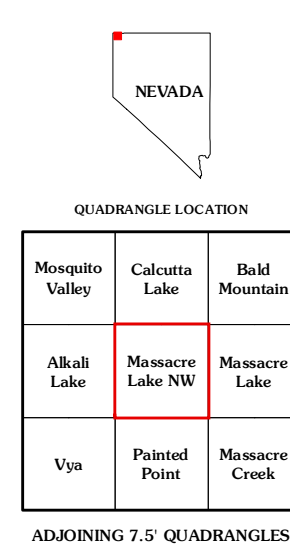 NEVADA
QUADRANGLE LOCATION
Mosquito
Valley
Calcutta
Lake
Bald
Mountain
Alkali
Lake
Massacre
Lake NW
Massacre
Lake
Vya
Painted
Point
Massacre
Creek
ADJOINING 7.5' QUADRANGLES